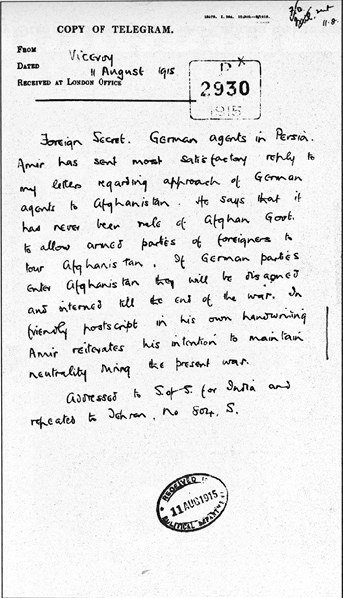 COPY OF TELEGRAM.
FROM Viceroy
DATED 11 August 1915
RECEIVED AT LONDON OFFICE
P
2930
1915
11.8.
Foreign Secret. German agents in Persia.
Amir has sent most satisfactory reply to
my letters regarding approach of German
agents to Afghanistan. He says that it
has never been rule of Afghan Govt.
to allow armed parties of foreigners to
tour Afghanistan. If German parties
enter Afghanistan they will be disarmed
and interned till the end of the war. In
friendly postscript in his own handwriting
Amir reiterates his intention to maintain
neutrality during the present war.
Addressed to S. of S. for India and
repeated to Tehran, No 804, S.
RECEIVED
11 AUG 1915
POLITICAL DEPARTMENT